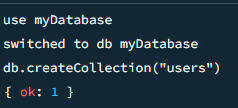 use myDatabase
switched to db myDatabase
db.createCollection("users")
{ ok: 1 }